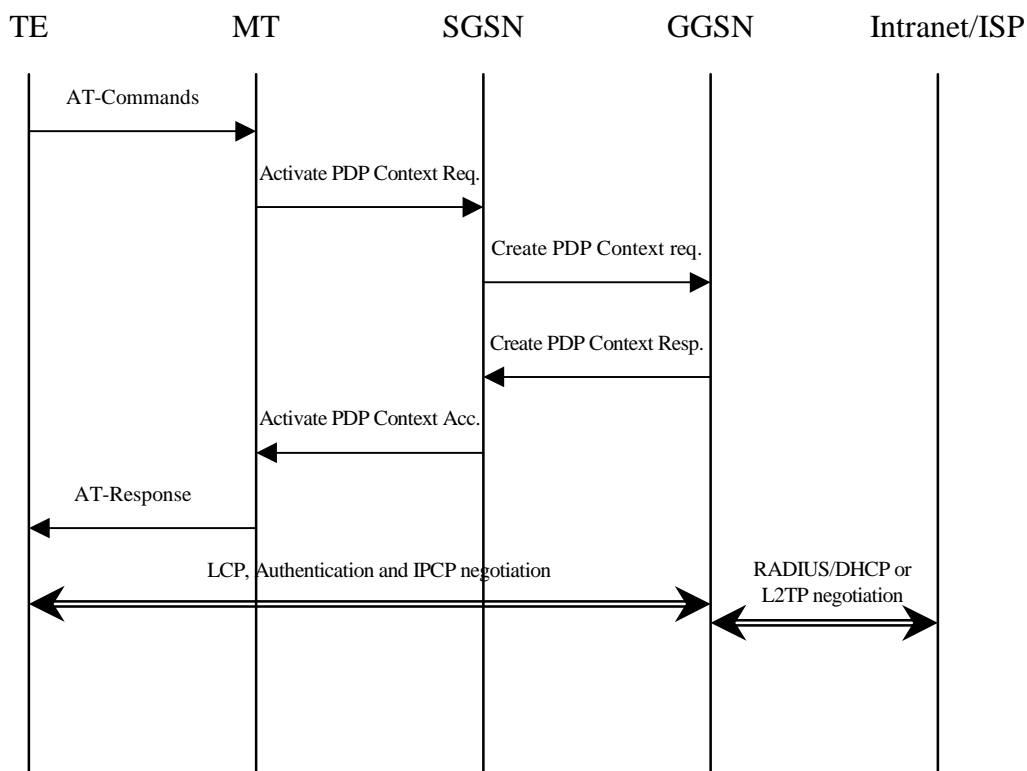 TE
MT
SGSN
GGSN
Intranet/ISP
AT-Commands
Activate PDP Context Req.
Create PDP Context req.
Create PDP Context Resp.
Activate PDP Context Acc.
AT-Response
LCP, Authentication and IPCP negotiation
RADIUS/DHCP or
L2TP negotiation